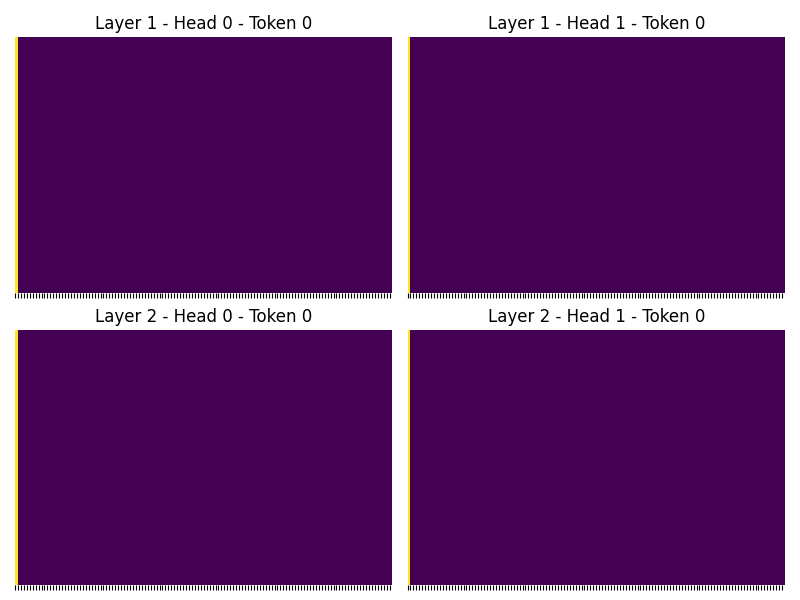 Layer 1 - Head 0 - Token 0
Layer 1 - Head 1 - Token 0
Layer 2 - Head 0 - Token 0
Layer 2 - Head 1 - Token 0